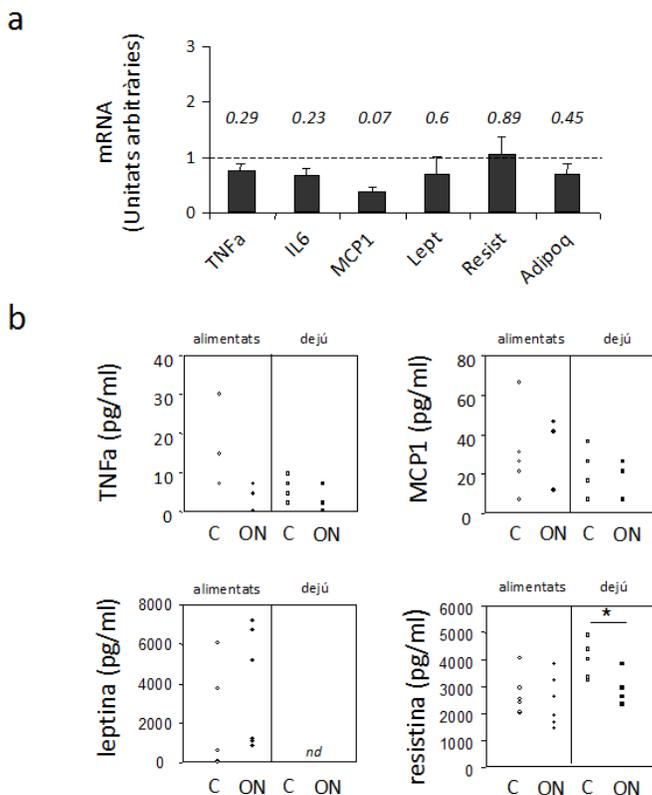 a
mRNA
(Unitats arbitràries)
3
2
1
0
0.29 0.23 0.07 0.6 0.89 0.45
TNFa IL6 MCP1 Lept Resist Adipoq
b
alimentats dejú
TNFa (pg/ml)
40
30
20
10
0
C ON C ON
alimentats dejú
MCP1 (pg/ml)
80
60
40
20
0
C ON C ON
alimentats dejú
leptina (pg/ml)
8000
6000
4000
2000
0
nd
C ON C ON
alimentats dejú
resistina (pg/ml)
6000
5000
4000
3000
2000
1000
0
*
C ON C ON